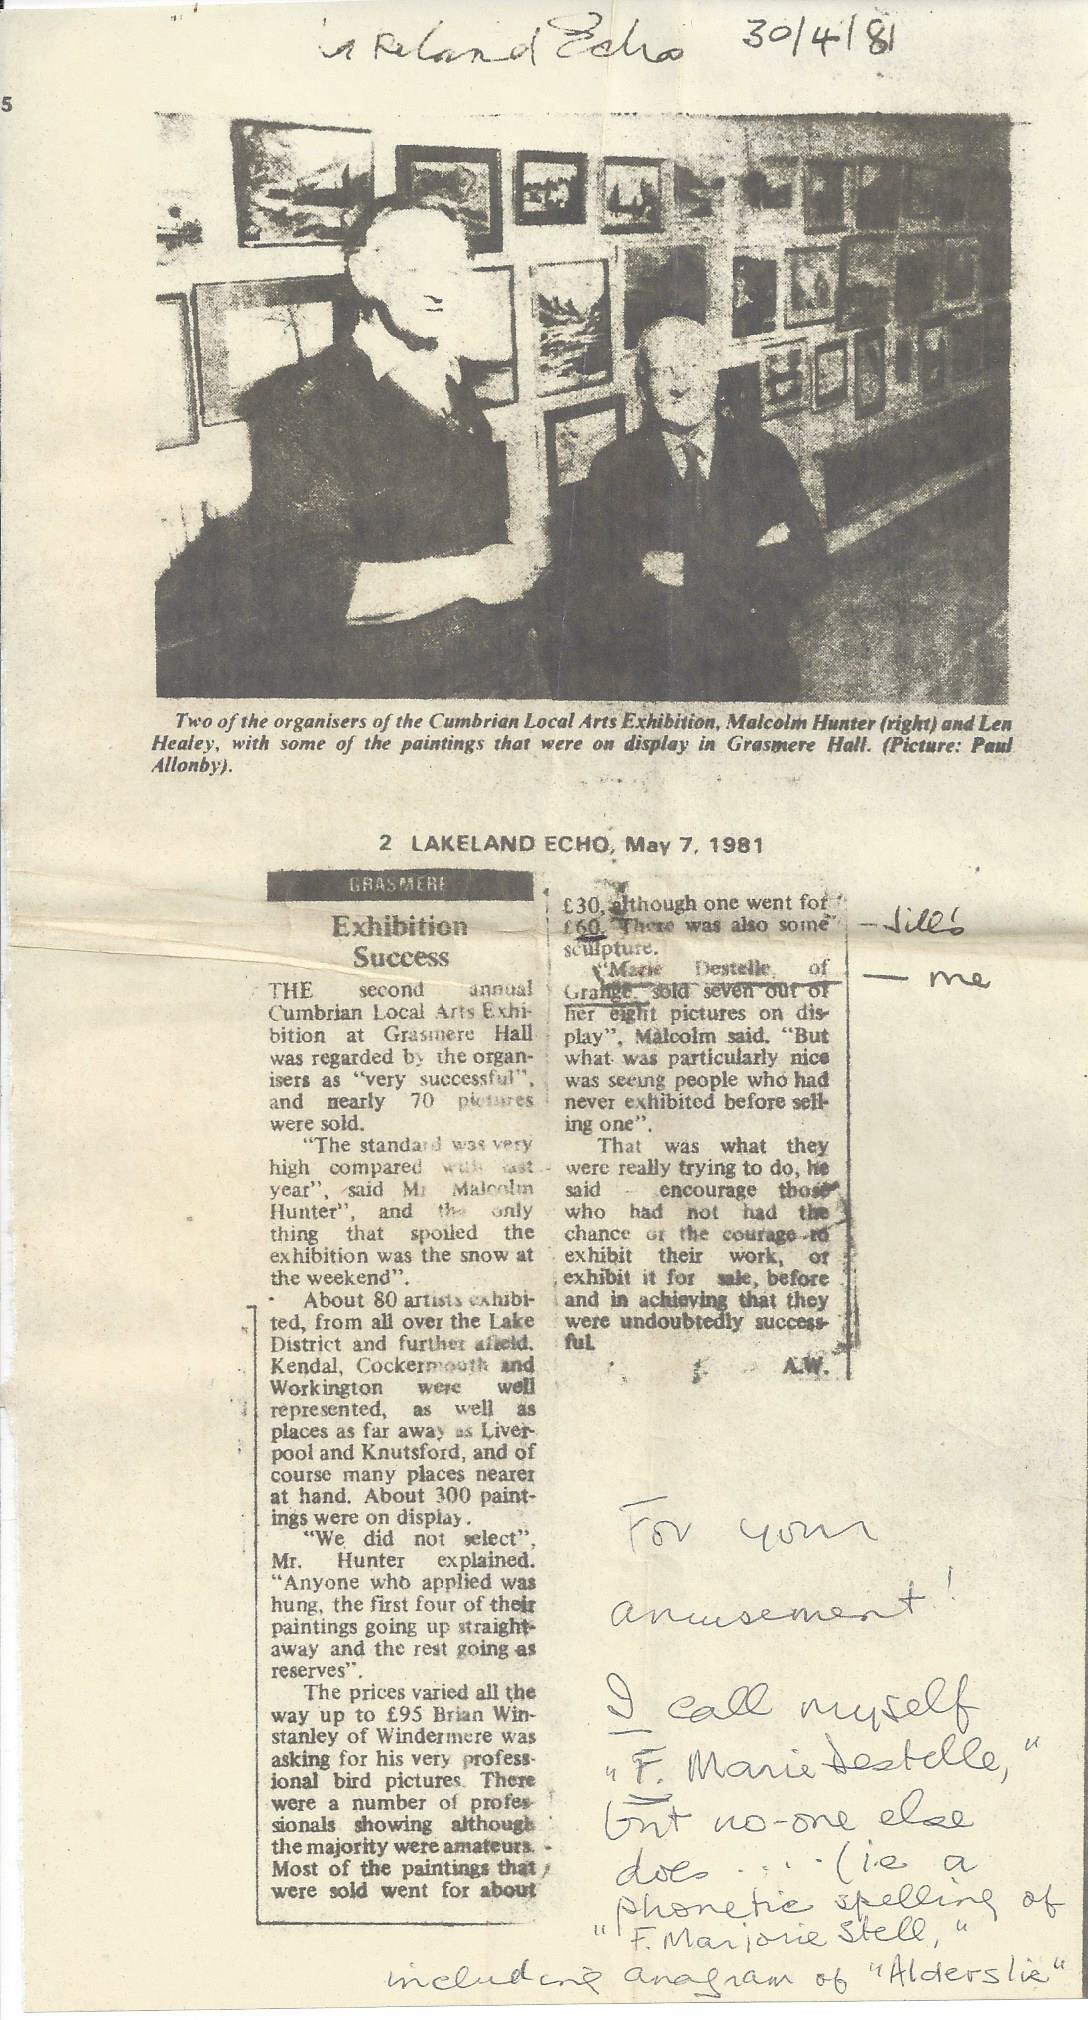 Lakeland Echo 30/4/81
5
Two of the organisers of the Cumbrian Local Arts Exhibition, Malcolm Hunter (right) and Len
Healey, with some of the paintings that were on display in Grasmere Hall. (Picture: Paul
Allonby).
2 LAKELAND ECHO, May 7, 1981
GRASMERE
Exhibition
Success
THE second annual
Cumbrian Local Arts Exhi-
bition at Grasmere Hall
was regarded by the organ-
isers as "very successful",
and nearly 70 pictures
were sold.
"The standard was very
high compared with last
year", said Mr Malcolm
Hunter", and the only
thing that spoiled the
exhibition was the snow at
the weekend".
About 80 artists exhibi-
ted, from all over the Lake
District and further afield.
Kendal, Cockermouth and
Workington were well
represented, as well as
places as far away as Liver-
pool and Knutsford, and of
course many places nearer
at hand. About 300 paint-
ings were on display.
"We did not select",
Mr. Hunter explained.
"Anyone who applied was
hung, the first four of their
paintings going up straight-
away and the rest going as
reserves".
The prices varied all the
way up to £95 Brian Win-
stanley of Windermere was
asking for his very profess-
ional bird pictures. There
were a number of profes-
sionals showing although
the majority were amateurs.
Most of the paintings that
were sold went for about
£30, although one went for
£60. There was also some
sculpture.
"Marie Destelle, of
Grange, sold seven out of
her eight pictures on dis-
play", Malcolm said. "But
what was particularly nice
was seeing people who had
never exhibited before sell-
ing one".
That was what they
were really trying to do, he
said - encourage those
who had not had the
chance or the courage to
exhibit their work, or
exhibit it for sale, before
and in achieving that they
were undoubtedly success-
ful.
A.W.
— Jill's
— me
For your
amusement!
I call myself
"F. Marie Destelle,"
but no-one else
does .... (ie a
phonetic spelling of
"F. Marjorie Stell,"
including anagram of "Alderslie"